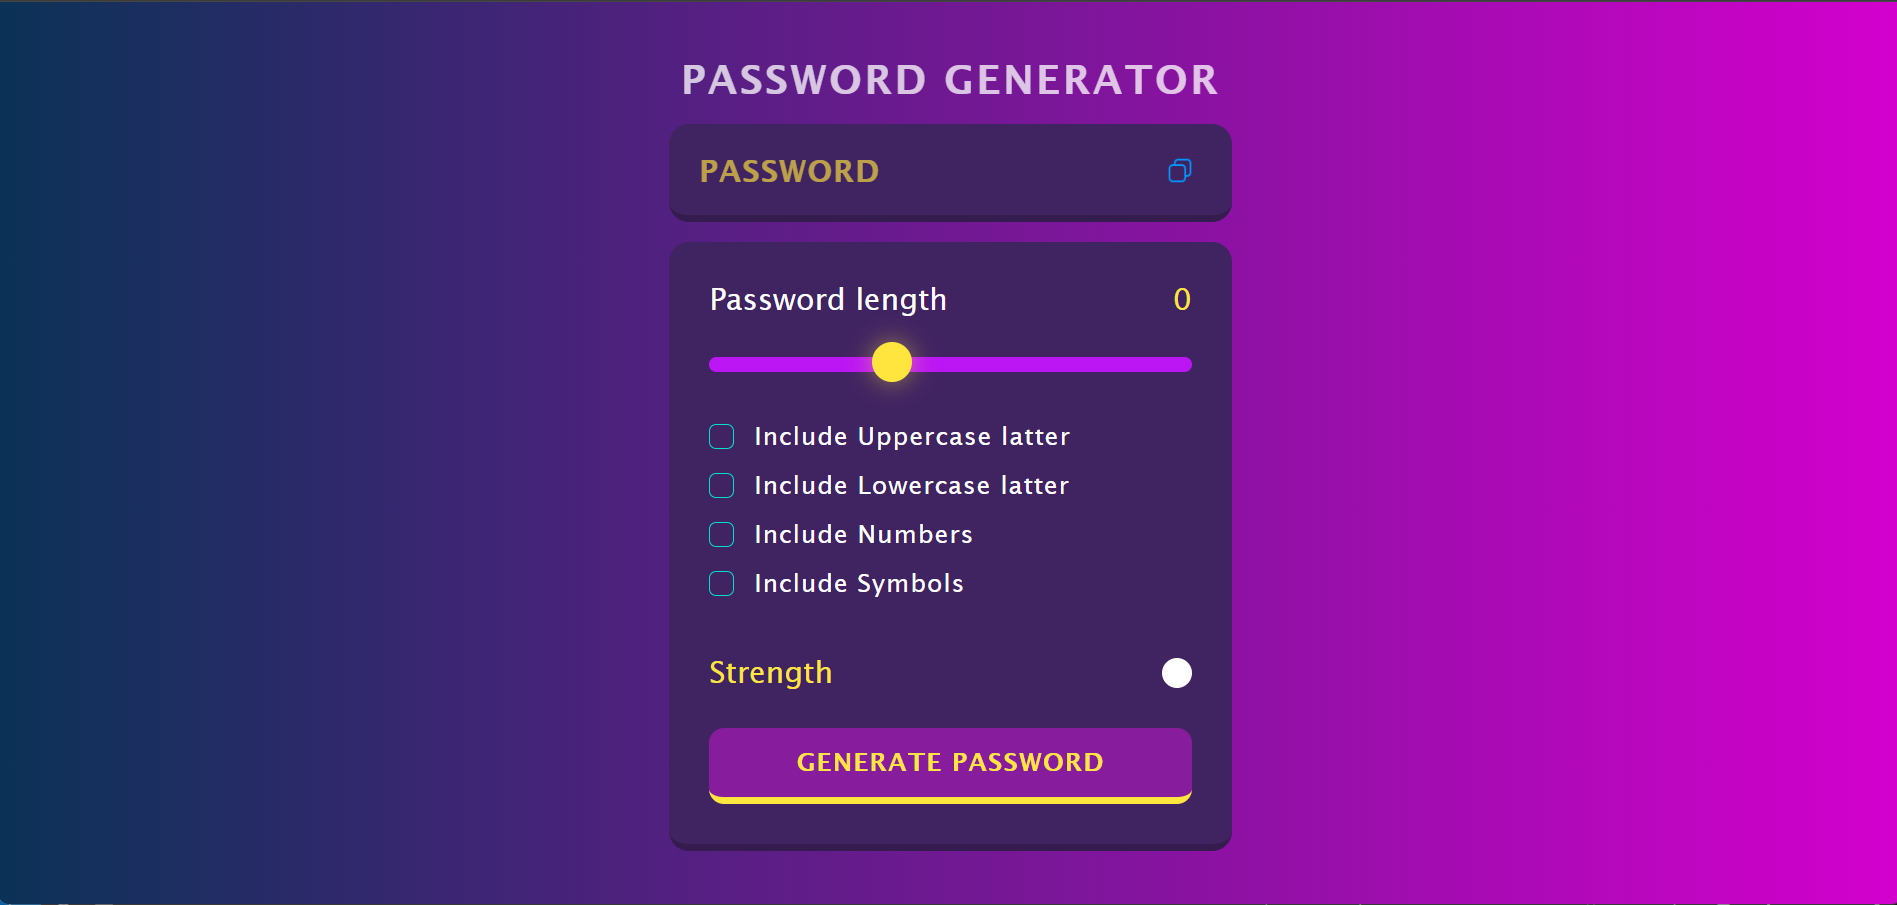 PASSWORD GENERATOR
PASSWORD
Password length 0
Include Uppercase latter
Include Lowercase latter
Include Numbers
Include Symbols
Strength
GENERATE PASSWORD